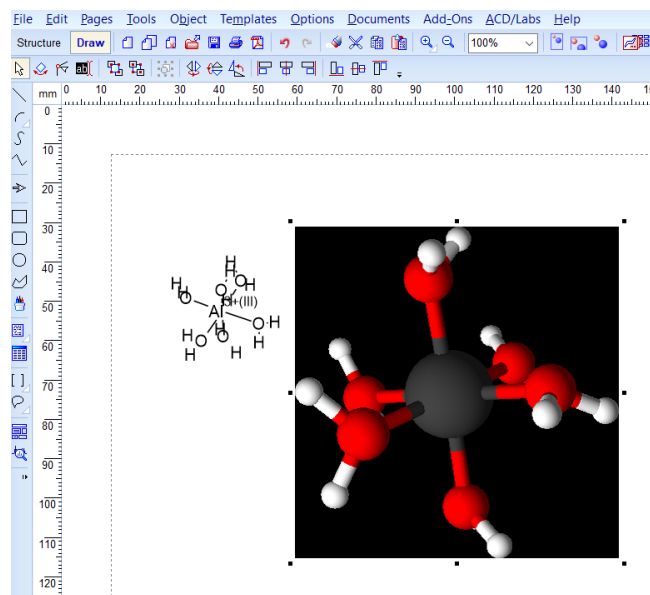 File Edit Pages Tools Object Templates Options Documents Add-Ons ACD/Labs Help
Structure Draw 100%
ab
mm 0 10 20 30 40 50 60 70 80 90 100 110 120 130 140
0
10
20
30
40
50
60
70
80
90
100
110
120
H
H
H O H
H O
O 3+(III)
Al
O H
H H O
H O H
H H